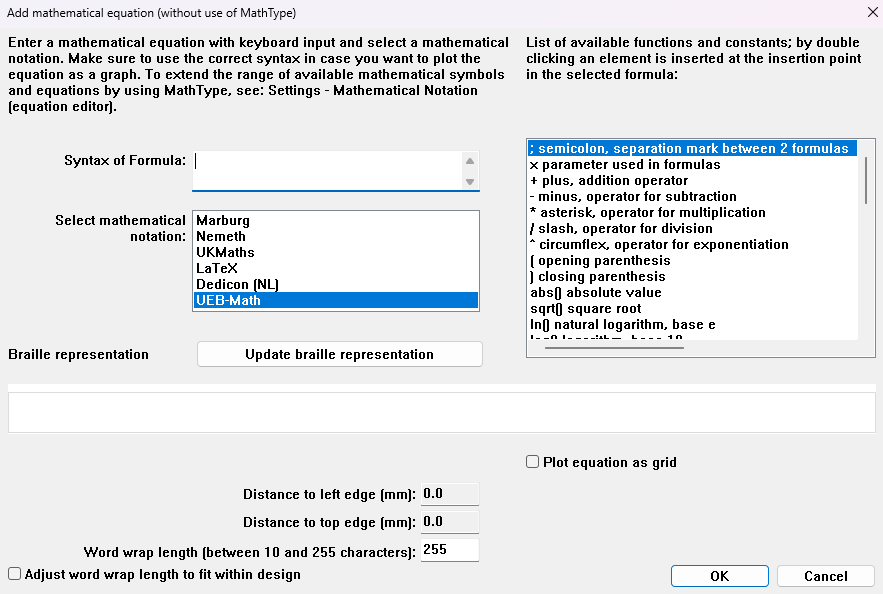 Add mathematical equation (without use of MathType)
Enter a mathematical equation with keyboard input and select a mathematical
notation. Make sure to use the correct syntax in case you want to plot the
equation as a graph. To extend the range of available mathematical symbols
and equations by using MathType, see: Settings - Mathematical Notation
(equation editor).
List of available functions and constants; by double
clicking an element is inserted at the insertion point
in the selected formula:
Syntax of Formula:
Select mathematical
notation:
Marburg
Nemeth
UKMaths
LaTeX
Dedicon (NL)
UEB-Math
; semicolon, separation mark between 2 formulas
x parameter used in formulas
+ plus, addition operator
- minus, operator for subtraction
* asterisk, operator for multiplication
/ slash, operator for division
^ circumflex, operator for exponentiation
( opening parenthesis
) closing parenthesis
abs() absolute value
sqrt() square root
ln() natural logarithm, base e
log() logarithm, base 10
Braille representation
Update braille representation
Plot equation as grid
Distance to left edge (mm): 0.0
Distance to top edge (mm): 0.0
Word wrap length (between 10 and 255 characters): 255
Adjust word wrap length to fit within design
OK
Cancel